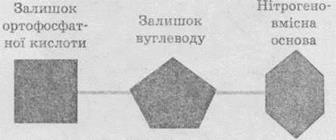 Залишок
ортофосфат-
ної кислоти
Залишок
вуглеводу
Нітрогено-
вмісна
основа